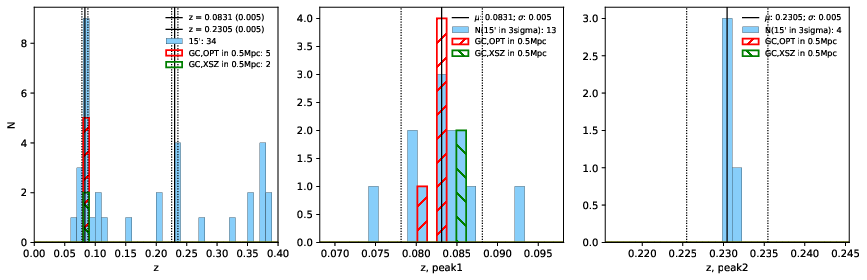 z = 0.0831 (0.005)
z = 0.2305 (0.005)
15': 34
GC,OPT in 0.5Mpc: 5
GC,XSZ in 0.5Mpc: 2
N
8
6
4
2
0
0.00 0.05 0.10 0.15 0.20 0.25 0.30 0.35 0.40
z
μ: 0.0831; σ: 0.005
N(15' in 3sigma): 13
GC,OPT in 0.5Mpc
GC,XSZ in 0.5Mpc
4.0
3.5
3.0
2.5
2.0
1.5
1.0
0.5
0.0
0.070 0.075 0.080 0.085 0.090 0.095
z, peak1
μ: 0.2305; σ: 0.005
N(15' in 3sigma): 4
GC,OPT in 0.5Mpc
GC,XSZ in 0.5Mpc
3.0
2.5
2.0
1.5
1.0
0.5
0.0
0.220 0.225 0.230 0.235 0.240 0.245
z, peak2